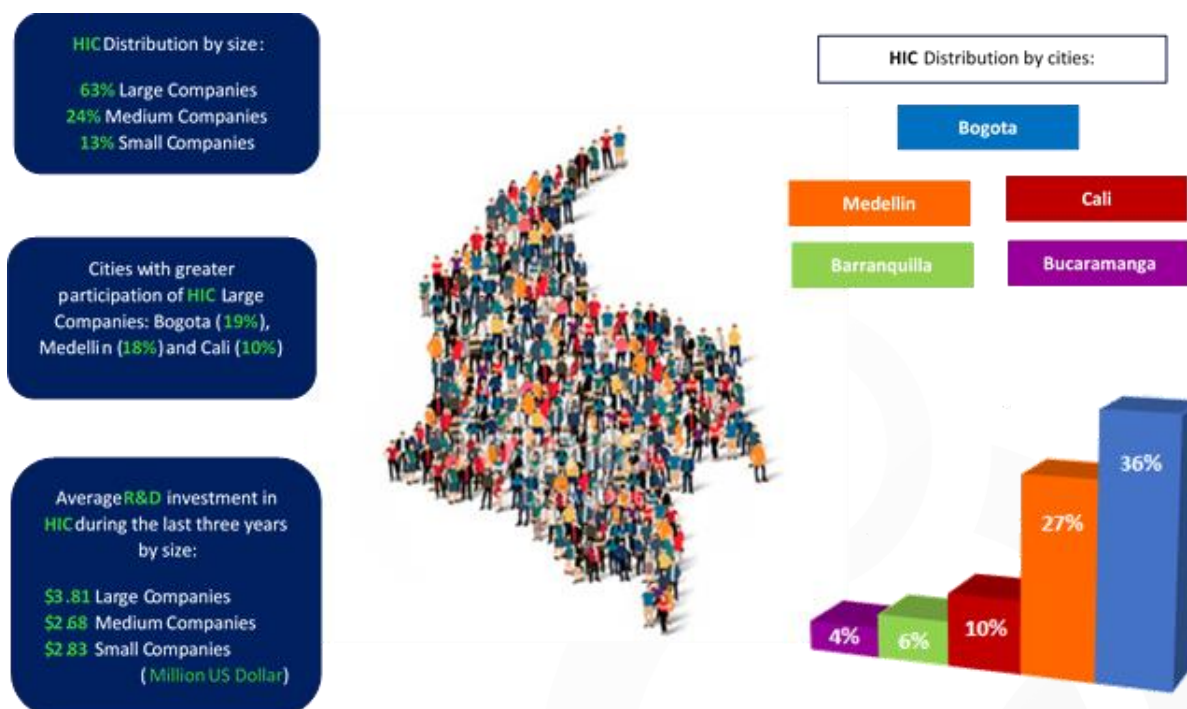 HIC Distribution by size:
63% Large Companies
24% Medium Companies
13% Small Companies
Cities with greater
participation of HIC Large
Companies: Bogota (19%),
Medellin (18%) and Cali (10%)
Average R&D investment in
HIC during the last three years
by size:
$3.81 Large Companies
$2.68 Medium Companies
$2.83 Small Companies
(Million US Dollar)
HIC Distribution by cities:
Bogota
Medellin
Cali
Barranquilla
Bucaramanga
4%
6%
10%
27%
36%